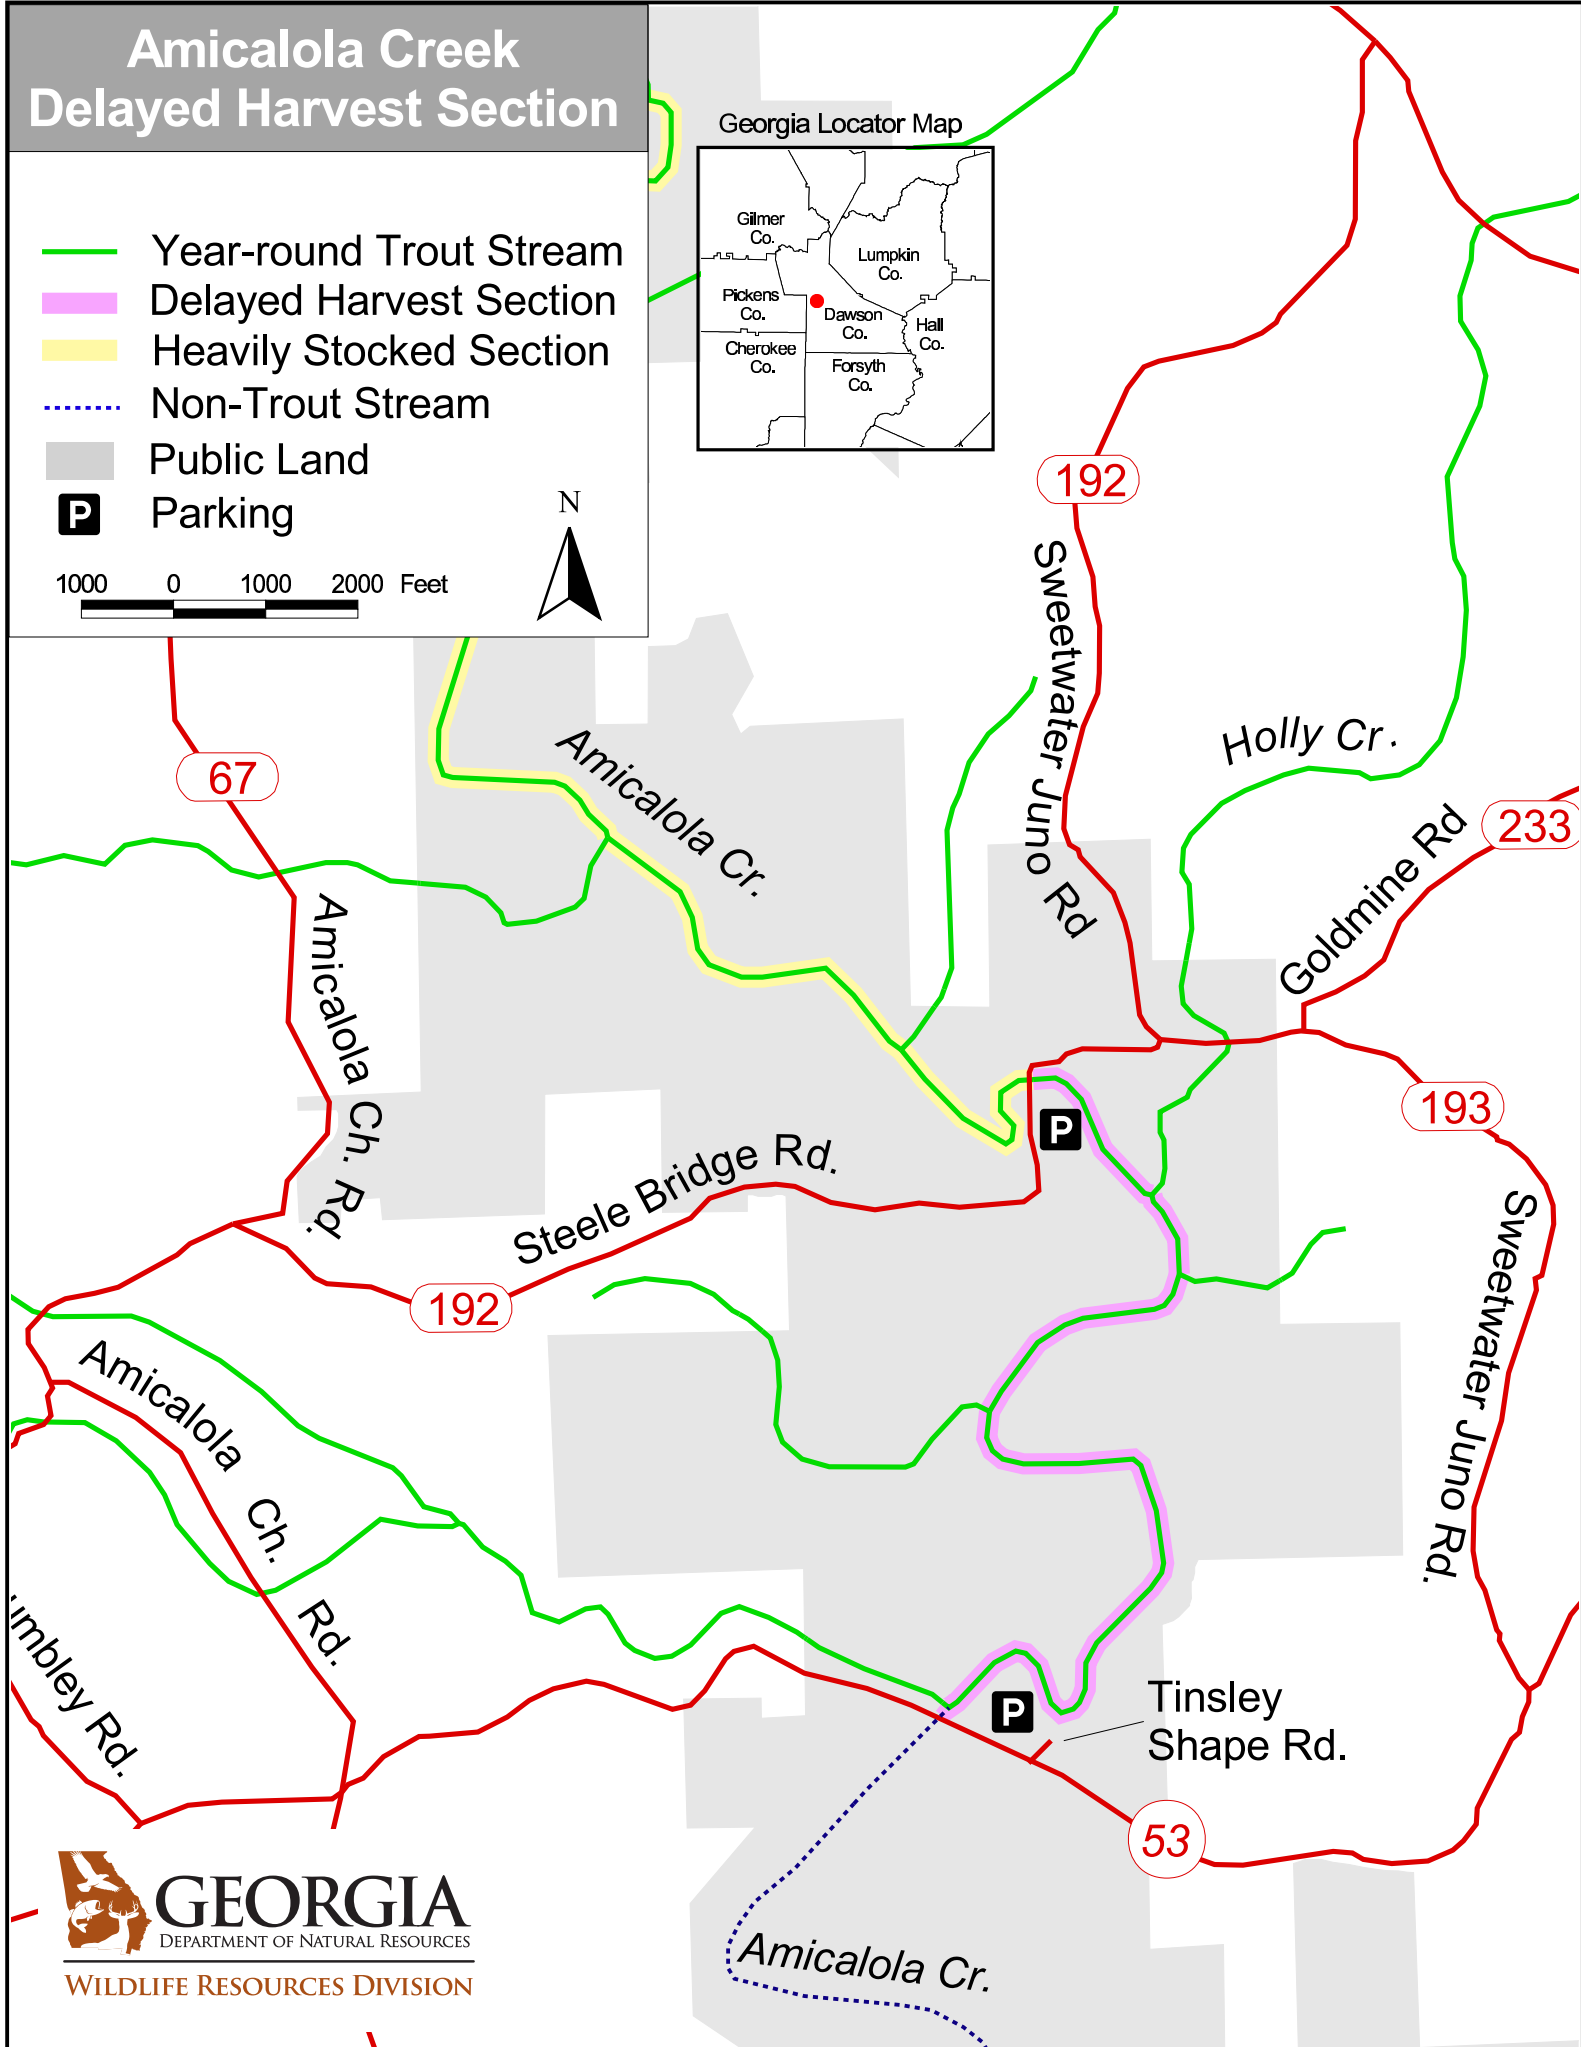 Amicalola Creek
Delayed Harvest Section
Year-round Trout Stream
Delayed Harvest Section
Heavily Stocked Section
Non-Trout Stream
Public Land
P Parking
N
1000 0 1000 2000 Feet
Georgia Locator Map
Gilmer
Co.
Lumpkin
Co.
Pickens
Co.
Dawson
Co.
Hall
Co.
Cherokee
Co.
Forsyth
Co.
192
Sweetwater Juno Rd
Holly Cr.
67
Amicalola Cr.
233
Goldmine Rd
Amicalola Ch. Rd.
193
P
Steele Bridge Rd.
192
Sweetwater Juno Rd.
Amicalola Ch. Rd.
umbley Rd.
P
Tinsley
Shape Rd.
53
Amicalola Cr.
GEORGIA
DEPARTMENT OF NATURAL RESOURCES
WILDLIFE RESOURCES DIVISION